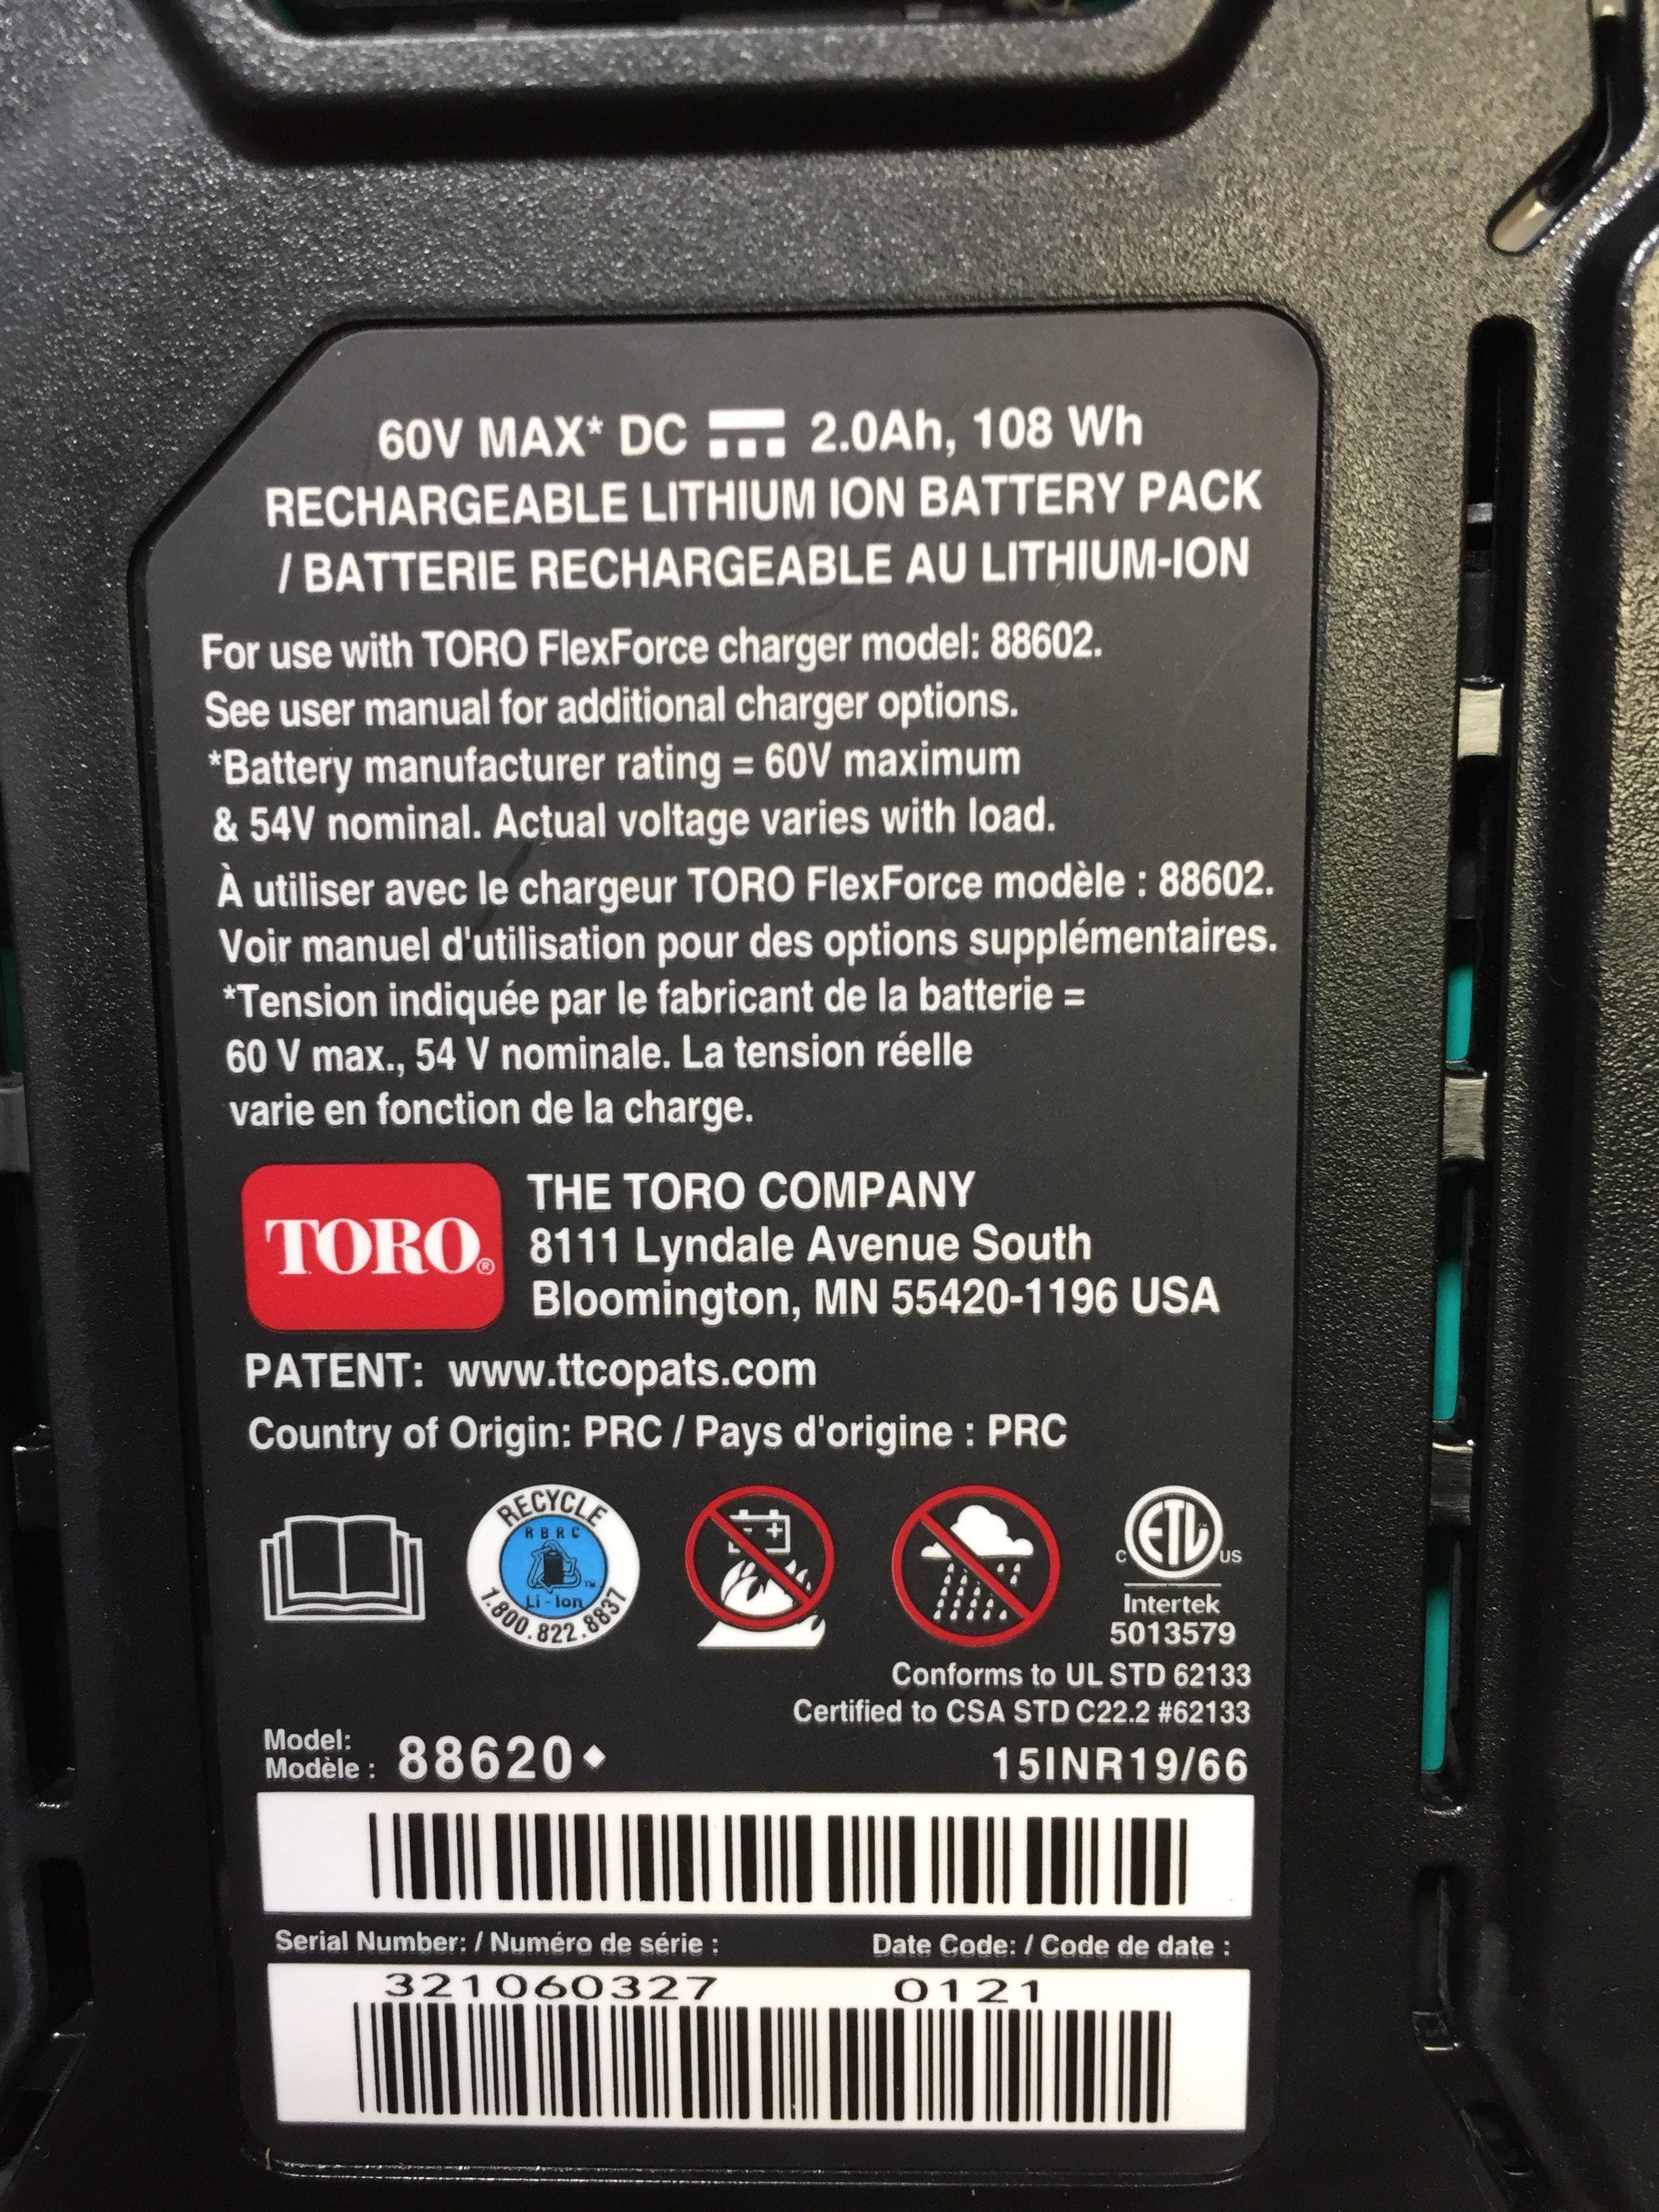 60V MAX* DC 2.0Ah, 108 Wh
RECHARGEABLE LITHIUM ION BATTERY PACK
/ BATTERIE RECHARGEABLE AU LITHIUM-ION
For use with TORO FlexForce charger model: 88602.
See user manual for additional charger options.
*Battery manufacturer rating = 60V maximum
& 54V nominal. Actual voltage varies with load.
À utiliser avec le chargeur TORO FlexForce modèle : 88602.
Voir manuel d'utilisation pour des options supplémentaires.
*Tension indiquée par le fabricant de la batterie =
60 V max., 54 V nominale. La tension réelle
varie en fonction de la charge.
TORO®
THE TORO COMPANY
8111 Lyndale Avenue South
Bloomington, MN 55420-1196 USA
PATENT: www.ttcopats.com
Country of Origin: PRC / Pays d'origine : PRC
RECYCLE
RBRC
Li-Ion ™
1.800.822.8837
C ETL US
Intertek
5013579
Conforms to UL STD 62133
Certified to CSA STD C22.2 #62133
Model:
Modèle : 88620◆ 15INR19/66
Serial Number: / Numéro de série : Date Code: / Code de date :
321060327 0121